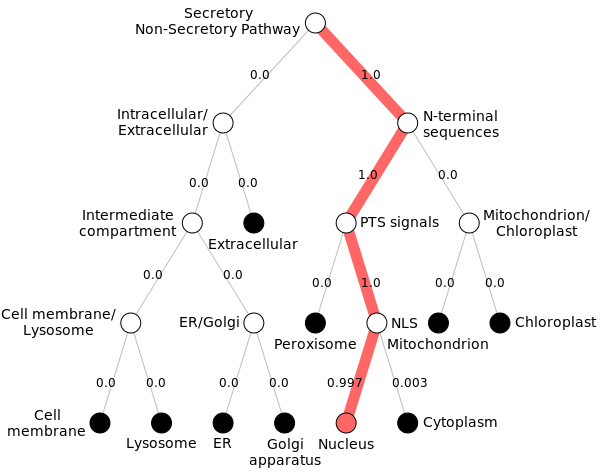 Secretory
Non-Secretory Pathway
0.0
1.0
Intracellular/
Extracellular
N-terminal
sequences
0.0
0.0
1.0
0.0
Intermediate
compartment
Extracellular
PTS signals
Mitochondrion/
Chloroplast
0.0
0.0
0.0
1.0
0.0
0.0
Cell membrane/
Lysosome
ER/Golgi
Peroxisome
NLS
Mitochondrion
Chloroplast
0.0
0.0
0.0
0.0
0.997
0.003
Cell
membrane
Lysosome
ER
Golgi
apparatus
Nucleus
Cytoplasm